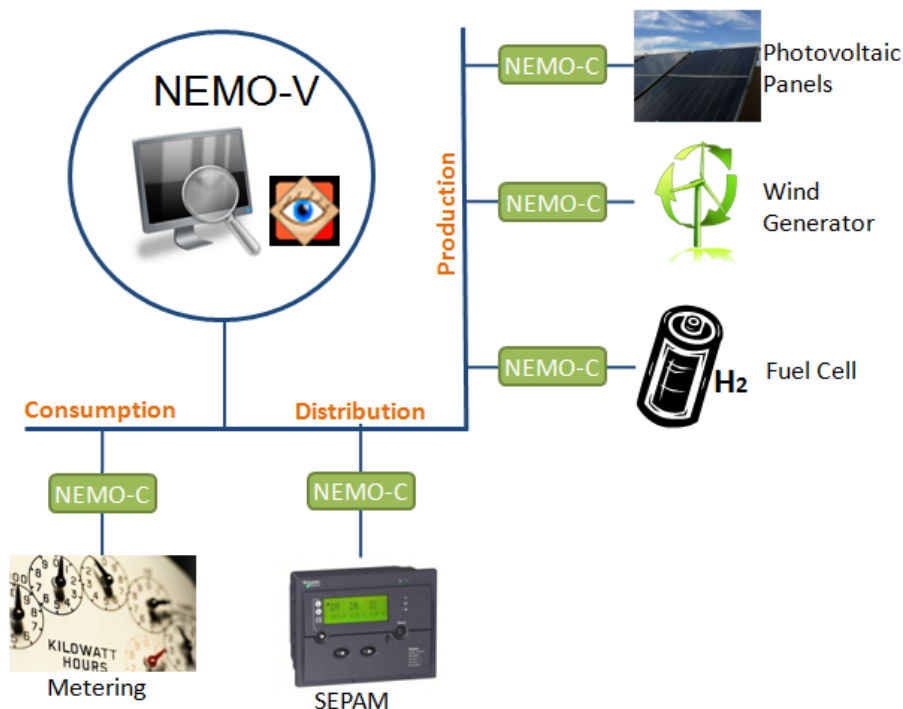 NEMO-V
NEMO-C
Photovoltaic
Panels
Production
NEMO-C
Wind
Generator
NEMO-C
H2
Fuel Cell
Consumption
Distribution
NEMO-C
NEMO-C
KILOWATT
HOURS
Metering
SEPAM